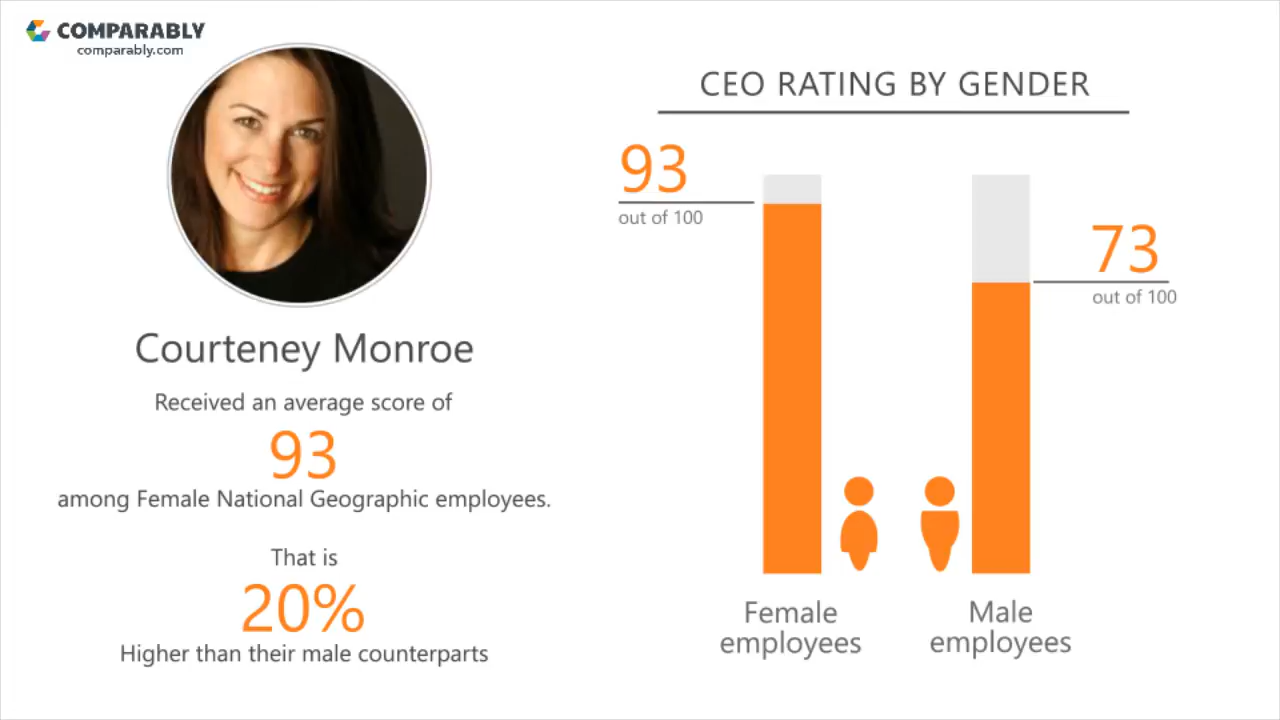 COMPARABLY
comparably.com
Courteney Monroe
Received an average score of
93
among Female National Geographic employees.
That is
20%
Higher than their male counterparts
CEO RATING BY GENDER
93
out of 100
73
out of 100
Female
employees
Male
employees